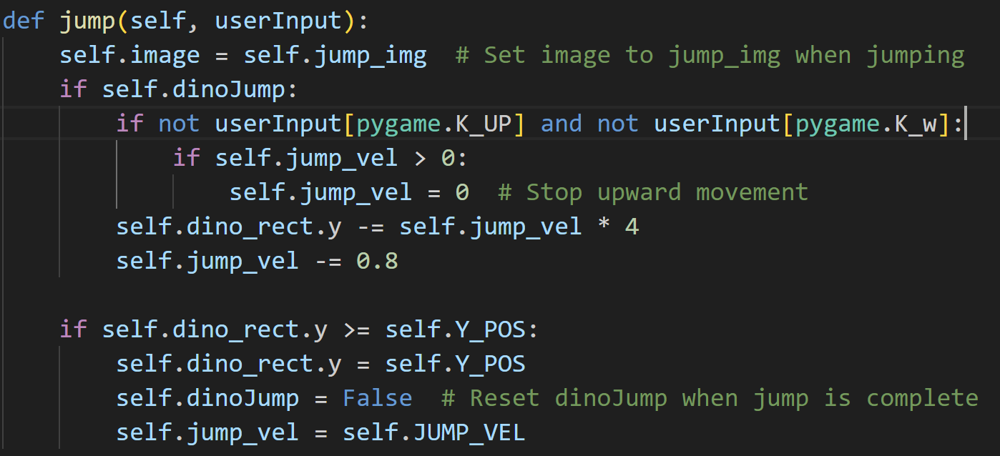 def jump(self, userInput):
    self.image = self.jump_img  # Set image to jump_img when jumping
    if self.dinoJump:
        if not userInput[pygame.K_UP] and not userInput[pygame.K_w]:
            if self.jump_vel > 0:
                self.jump_vel = 0  # Stop upward movement
        self.dino_rect.y -= self.jump_vel * 4
        self.jump_vel -= 0.8

    if self.dino_rect.y >= self.Y_POS:
        self.dino_rect.y = self.Y_POS
        self.dinoJump = False  # Reset dinoJump when jump is complete
        self.jump_vel = self.JUMP_VEL